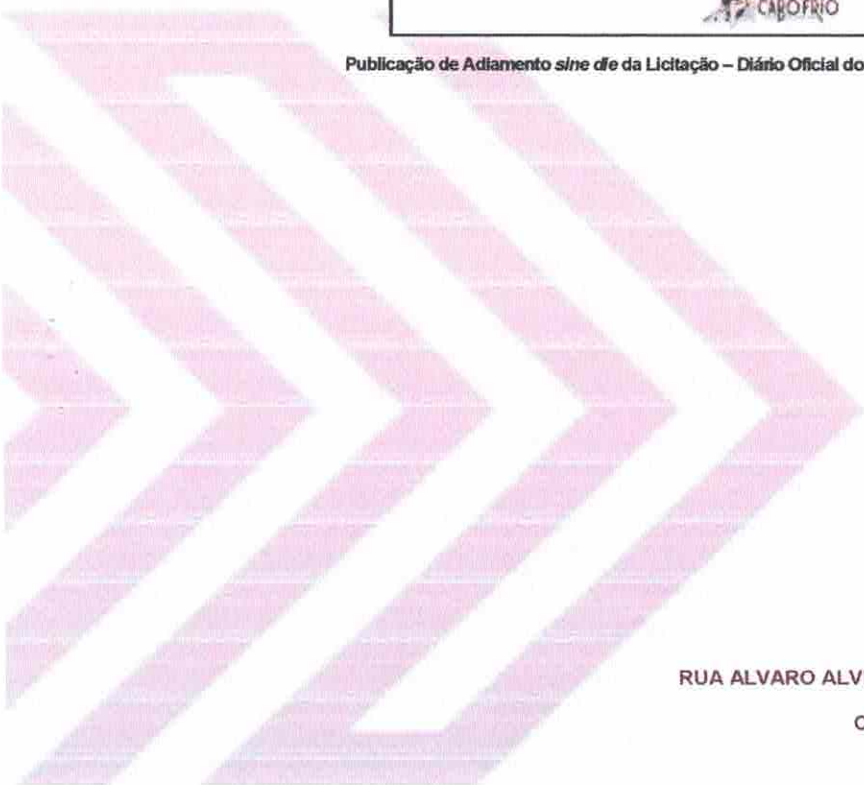 CABO FRIO
Publicação de Adiamento sine die da Licitação – Diário Oficial do
RUA ALVARO ALV
C